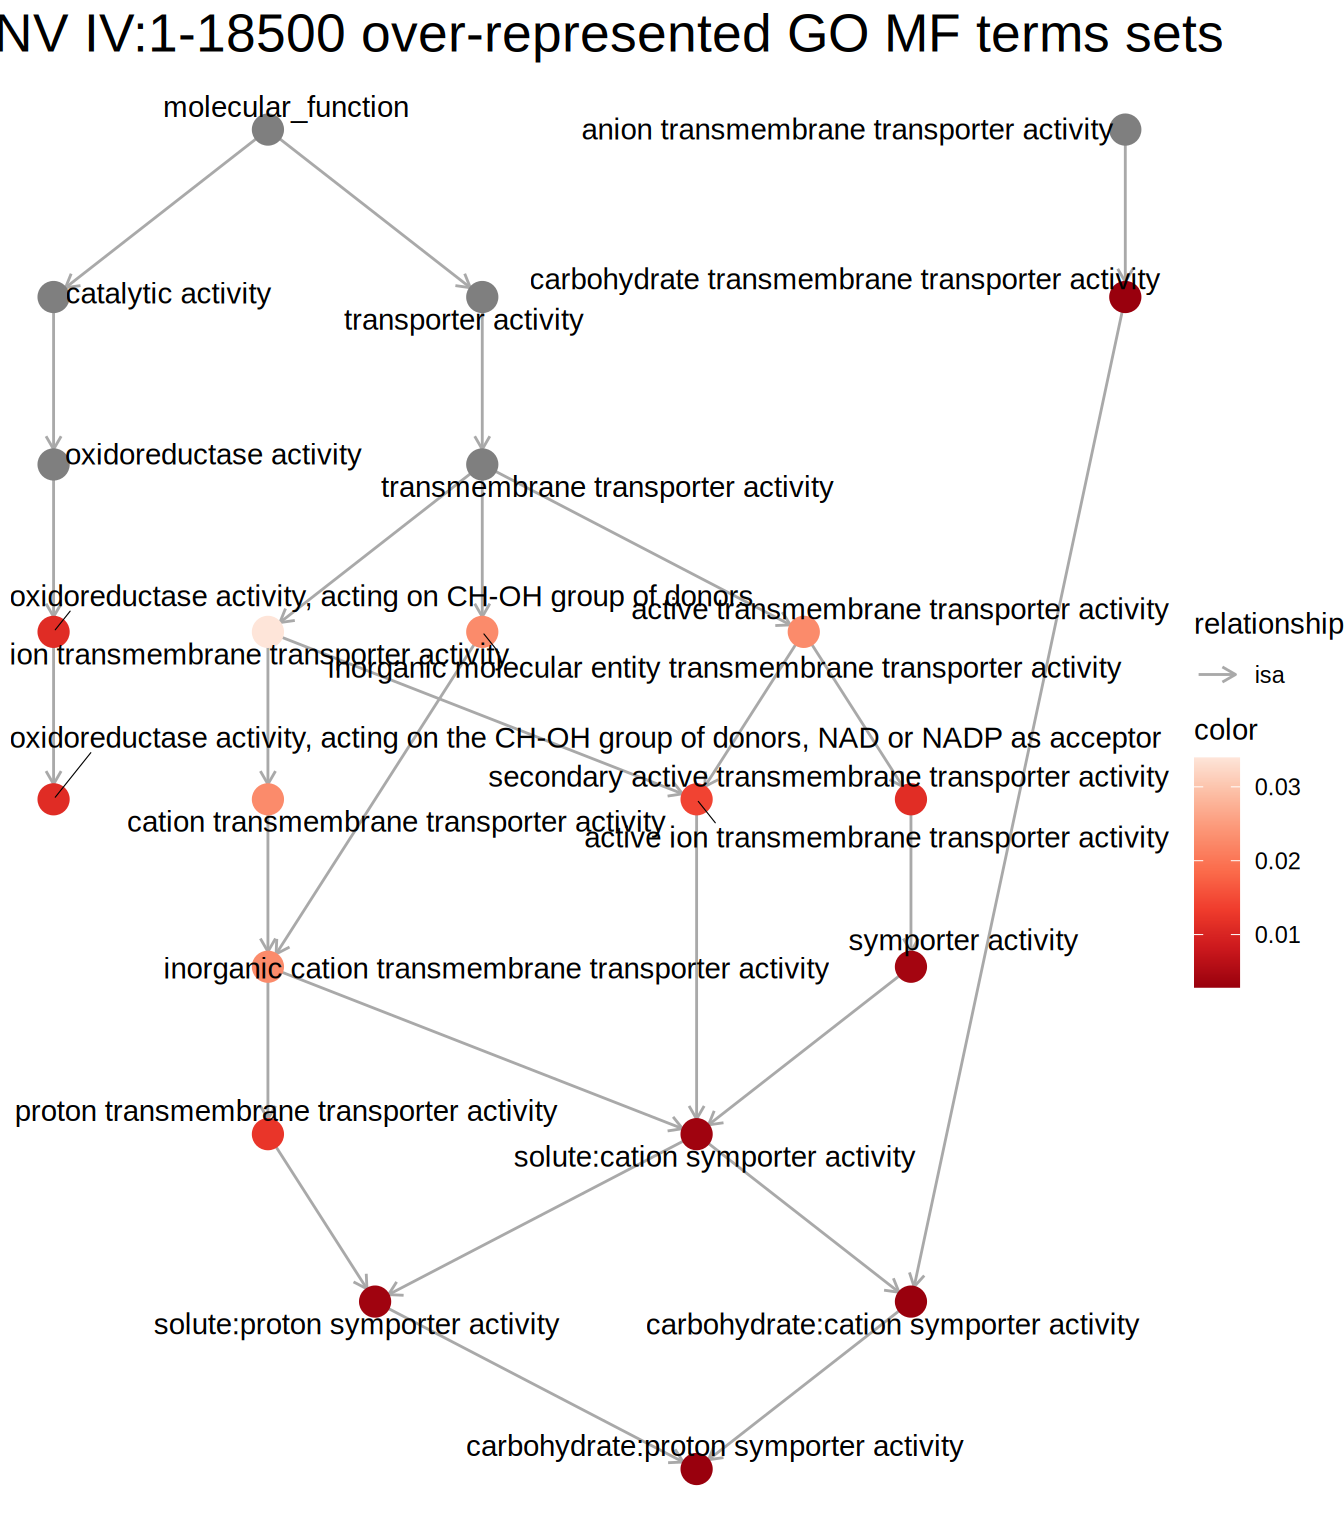 NV IV:1-18500 over-represented GO MF terms sets
molecular_function
anion transmembrane transporter activity
carbohydrate transmembrane transporter activity
catalytic activity
transporter activity
oxidoreductase activity
transmembrane transporter activity
oxidoreductase activity, acting on CH-OH group of donors
active transmembrane transporter activity
ion transmembrane transporter activity
inorganic molecular entity transmembrane transporter activity
oxidoreductase activity, acting on the CH-OH group of donors, NAD or NADP as acceptor
secondary active transmembrane transporter activity
cation transmembrane transporter activity
active ion transmembrane transporter activity
symporter activity
inorganic cation transmembrane transporter activity
proton transmembrane transporter activity
solute:cation symporter activity
solute:proton symporter activity
carbohydrate:cation symporter activity
carbohydrate:proton symporter activity
relationship
isa
color
0.03
0.02
0.01